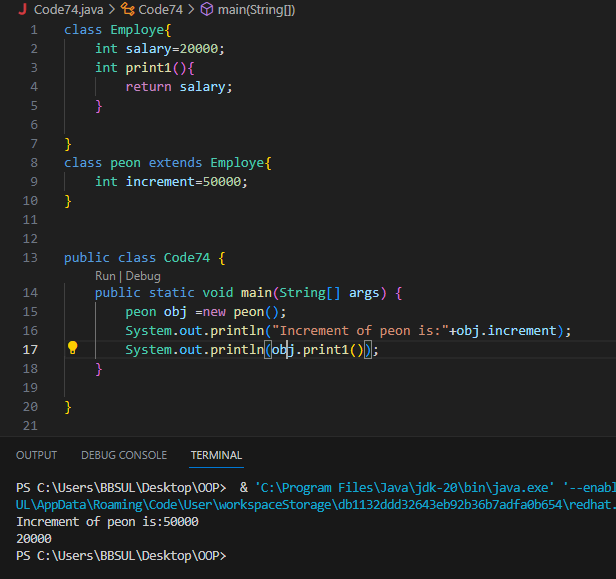 J Code74.java > Code74 > main(String[])
1 class Employe{
2 int salary=20000;
3 int print1(){
4 return salary;
5 }
6
7 }
8 class peon extends Employe{
9 int increment=50000;
10 }
11
12
13 public class Code74 {
Run | Debug
14 public static void main(String[] args) {
15 peon obj =new peon();
16 System.out.println("Increment of peon is:"+obj.increment);
17 System.out.println(obj.print1());
18 }
19
20 }
21
OUTPUT DEBUG CONSOLE TERMINAL
PS C:\Users\BBSUL\Desktop\OOP> & 'C:\Program Files\Java\jdk-20\bin\java.exe' '--enabl
UL\AppData\Roaming\Code\User\workspaceStorage\db1132ddd32643eb92b36b7adfa0b654\redhat.
Increment of peon is:50000
20000
PS C:\Users\BBSUL\Desktop\OOP>